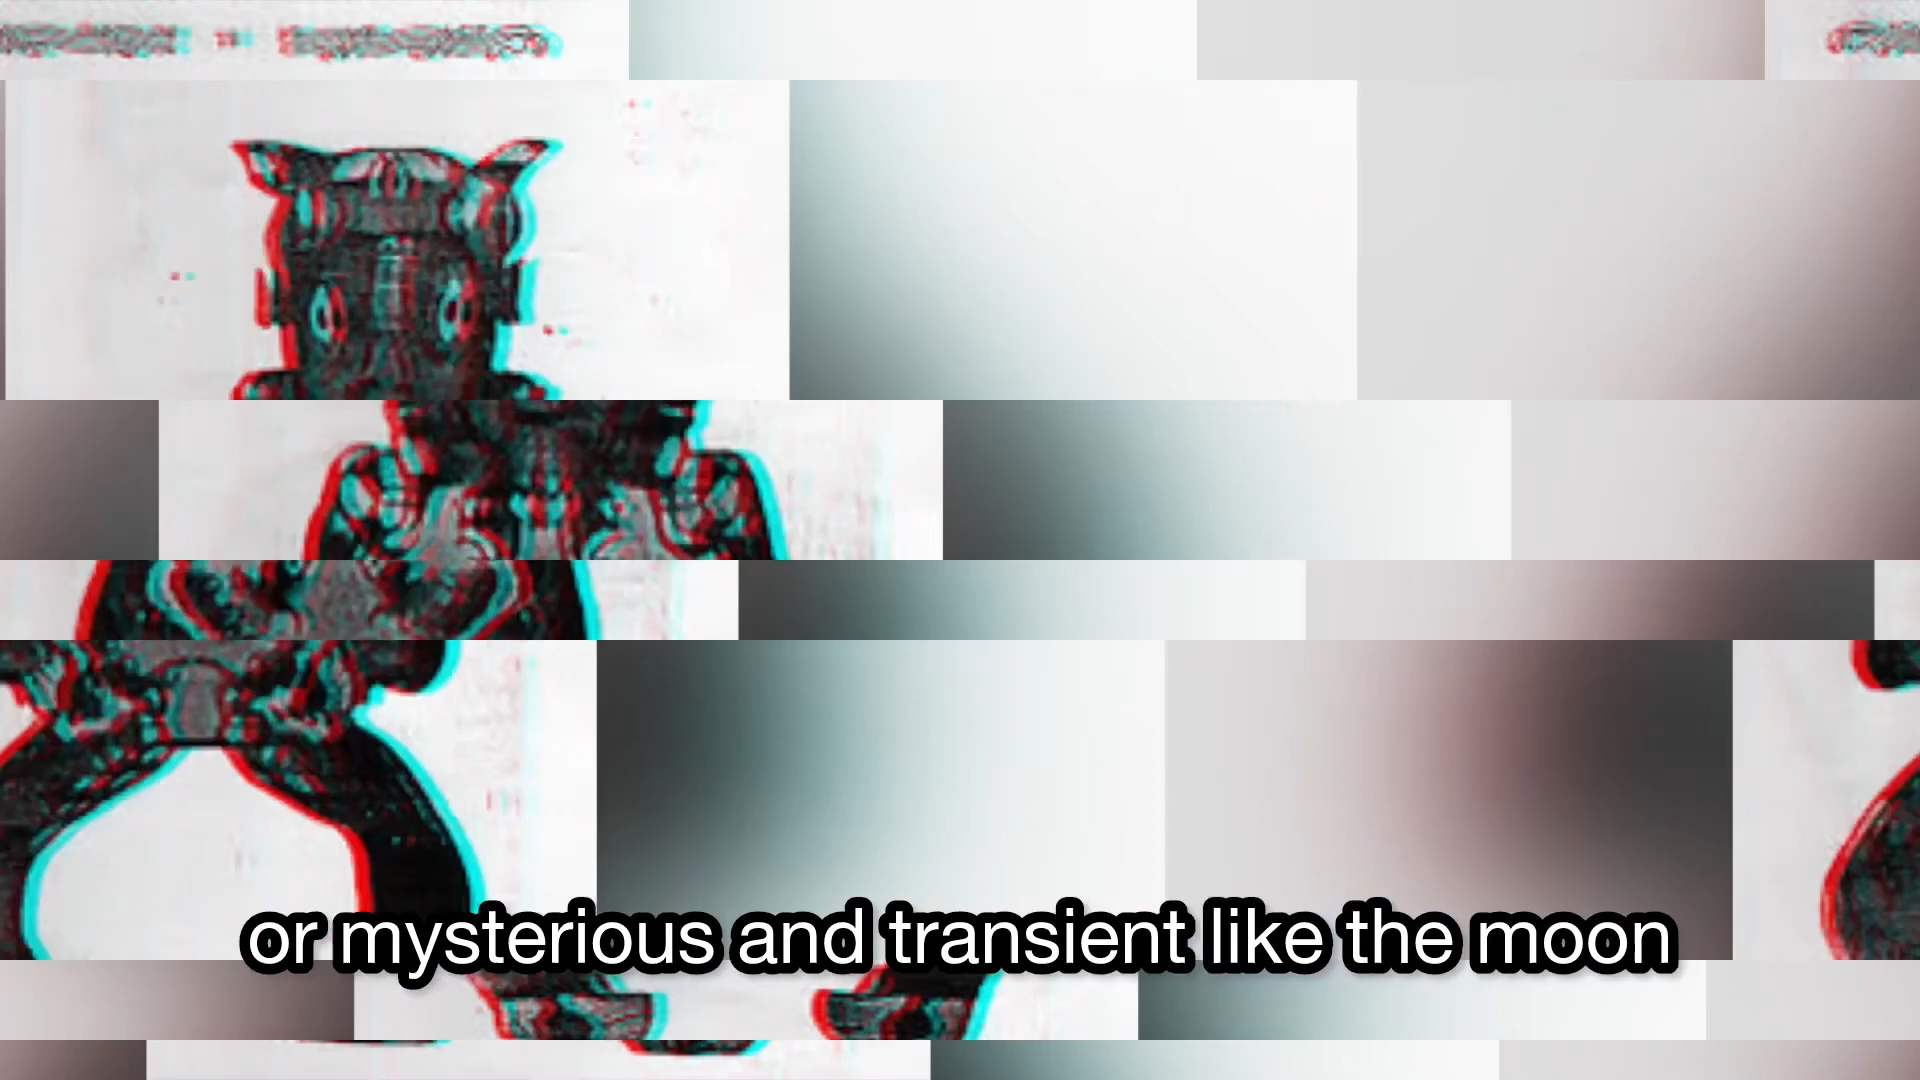 or mysterious and transient like the moon